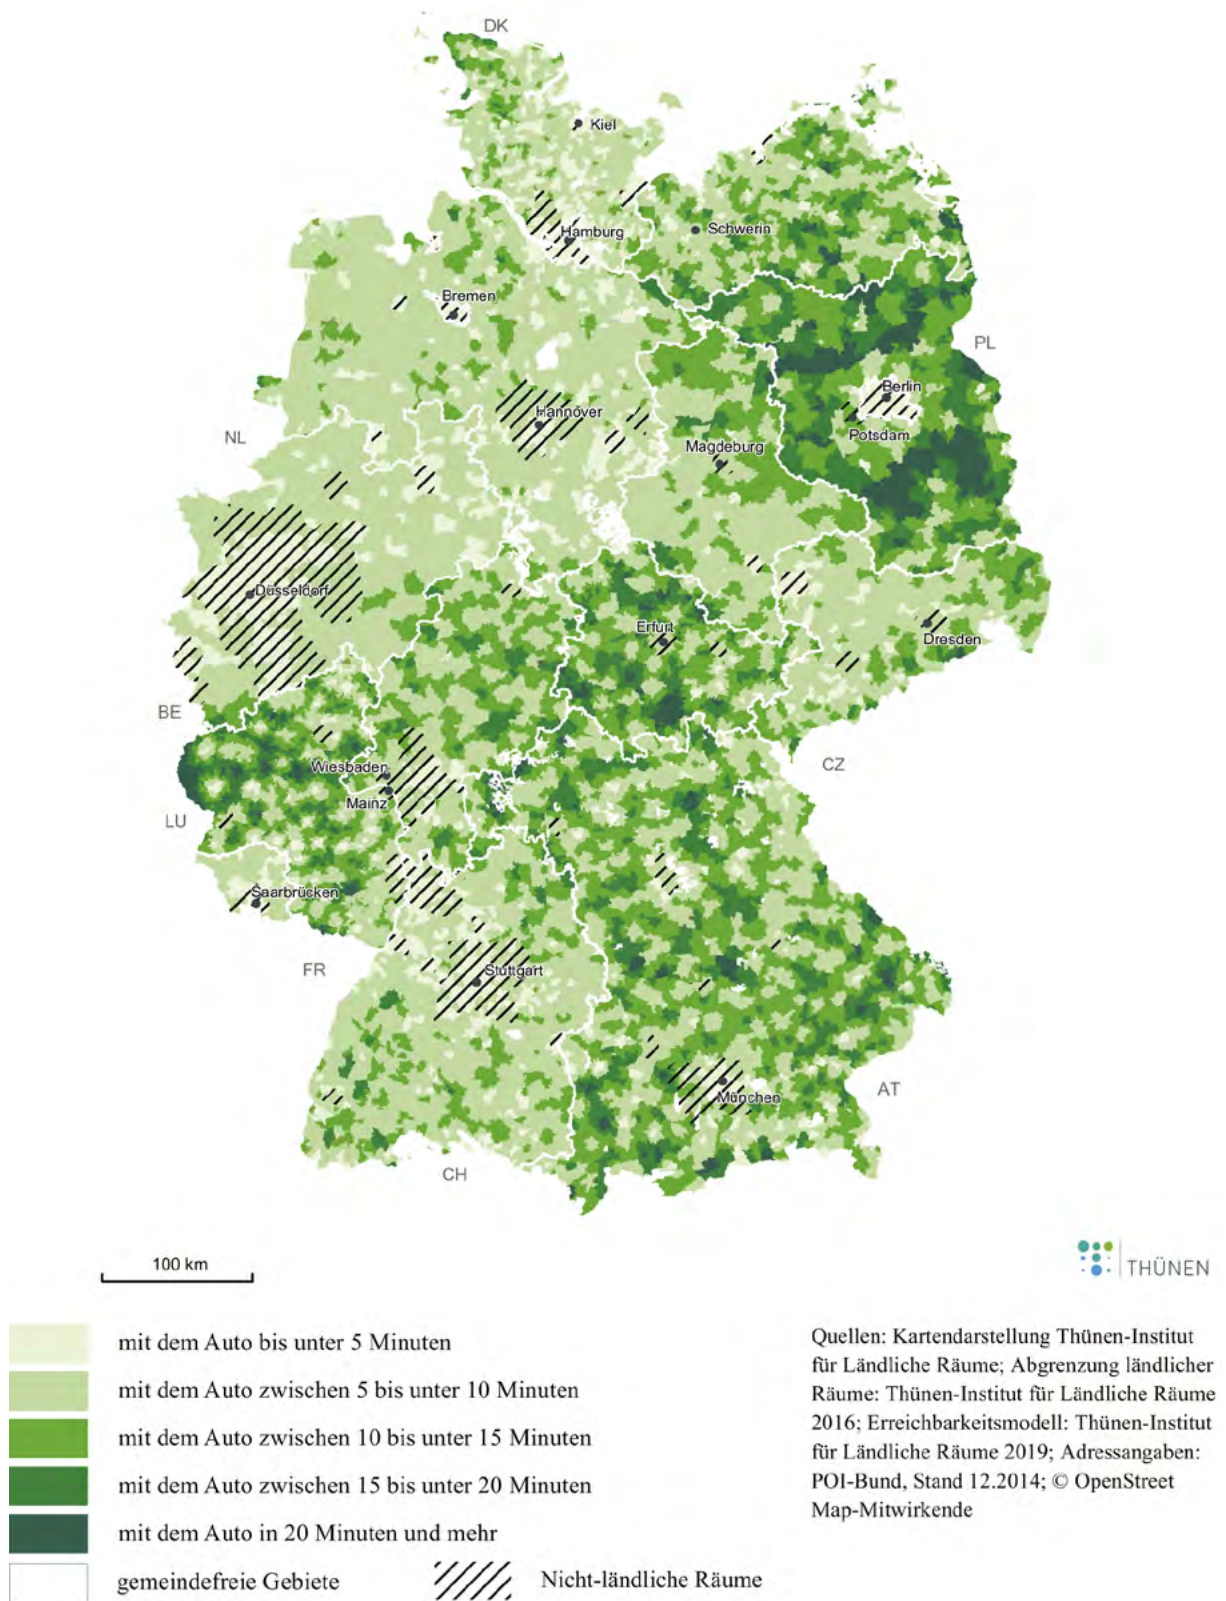 DK
Kiel
Schwerin
Hamburg
Bremen
PL
Berlin
Hannover
NL
Potsdam
Magdeburg
Düsseldorf
Erfurt
Dresden
BE
Wiesbaden
CZ
Mainz
LU
Saarbrücken
FR
Stuttgart
München
AT
CH
100 km
THÜNEN
mit dem Auto bis unter 5 Minuten
mit dem Auto zwischen 5 bis unter 10 Minuten
mit dem Auto zwischen 10 bis unter 15 Minuten
mit dem Auto zwischen 15 bis unter 20 Minuten
mit dem Auto in 20 Minuten und mehr
gemeindefreie Gebiete
Nicht-ländliche Räume
Quellen: Kartendarstellung Thünen-Institut
für Ländliche Räume; Abgrenzung ländlicher
Räume: Thünen-Institut für Ländliche Räume
2016; Erreichbarkeitsmodell: Thünen-Institut
für Ländliche Räume 2019; Adressangaben:
POI-Bund, Stand 12.2014; © OpenStreet
Map-Mitwirkende